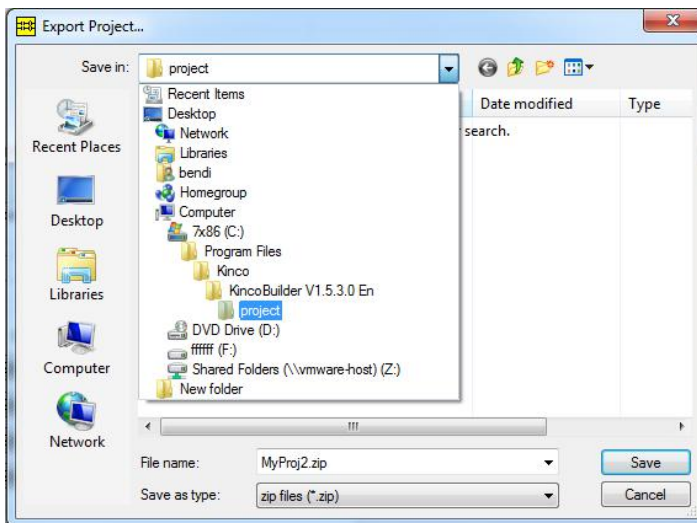 Export Project...
Save in:
project
Recent Items
Desktop
Network
Libraries
bendi
Homegroup
Computer
7x86 (C:)
Program Files
Kinco
KincoBuilder V1.5.3.0 En
project
DVD Drive (D:)
ffffff (F:)
Shared Folders (\\vmware-host) (Z:)
New folder
Date modified Type
search.
Recent Places
Desktop
Libraries
Computer
Network
File name: MyProj2.zip Save
Save as type: zip files (*.zip) Cancel